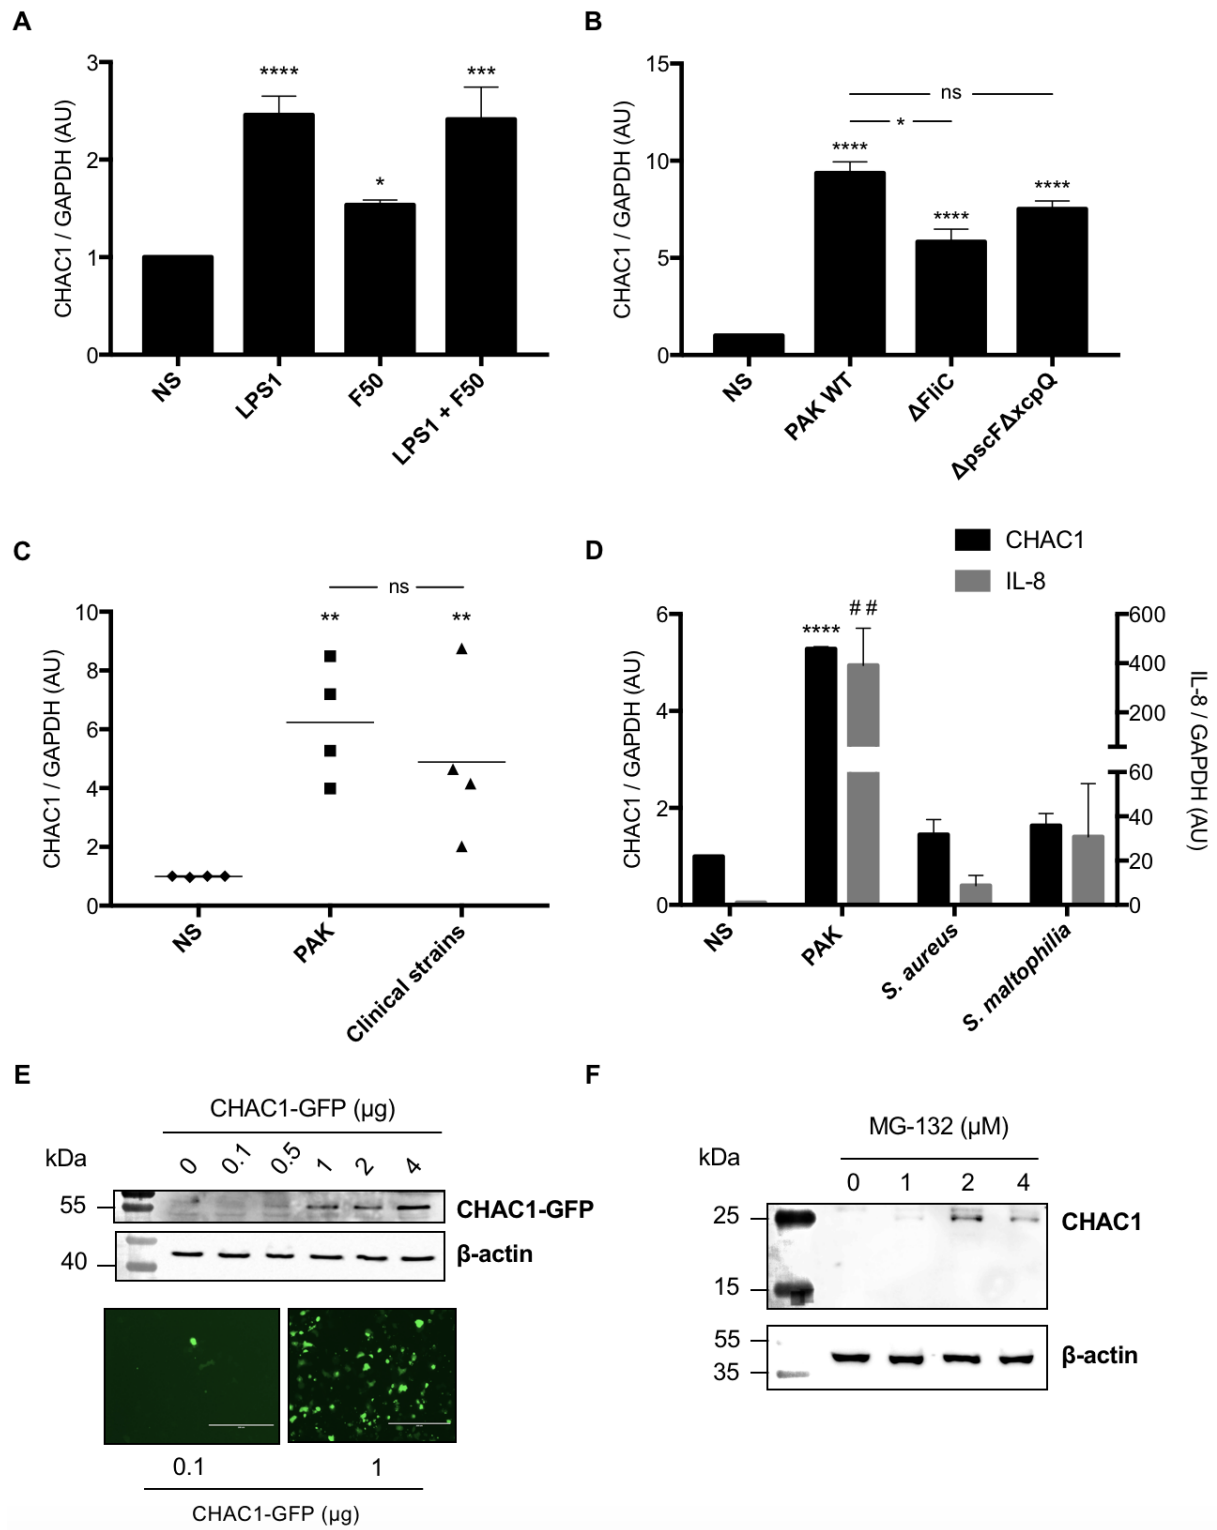 A
CHAC1 / GAPDH (AU)
3
2
1
0
****
*
***
NS
LPS1
F50
LPS1 + F50
B
CHAC1 / GAPDH (AU)
15
10
5
0
ns
*
****
****
****
NS
PAK WT
ΔFliC
ΔpscFΔxcpQ
C
CHAC1 / GAPDH (AU)
10
8
6
4
2
0
ns
**
**
NS
PAK
Clinical strains
D
CHAC1
IL-8
CHAC1 / GAPDH (AU)
6
4
2
0
****
##
600
400
200
60
40
20
0
IL-8 / GAPDH (AU)
NS
PAK
S. aureus
S. maltophilia
E
CHAC1-GFP (µg)
kDa
0 0.1 0.5 1 2 4
55
CHAC1-GFP
40
β-actin
0.1 1
CHAC1-GFP (µg)
F
MG-132 (µM)
kDa
0 1 2 4
25
CHAC1
15
55
β-actin
35